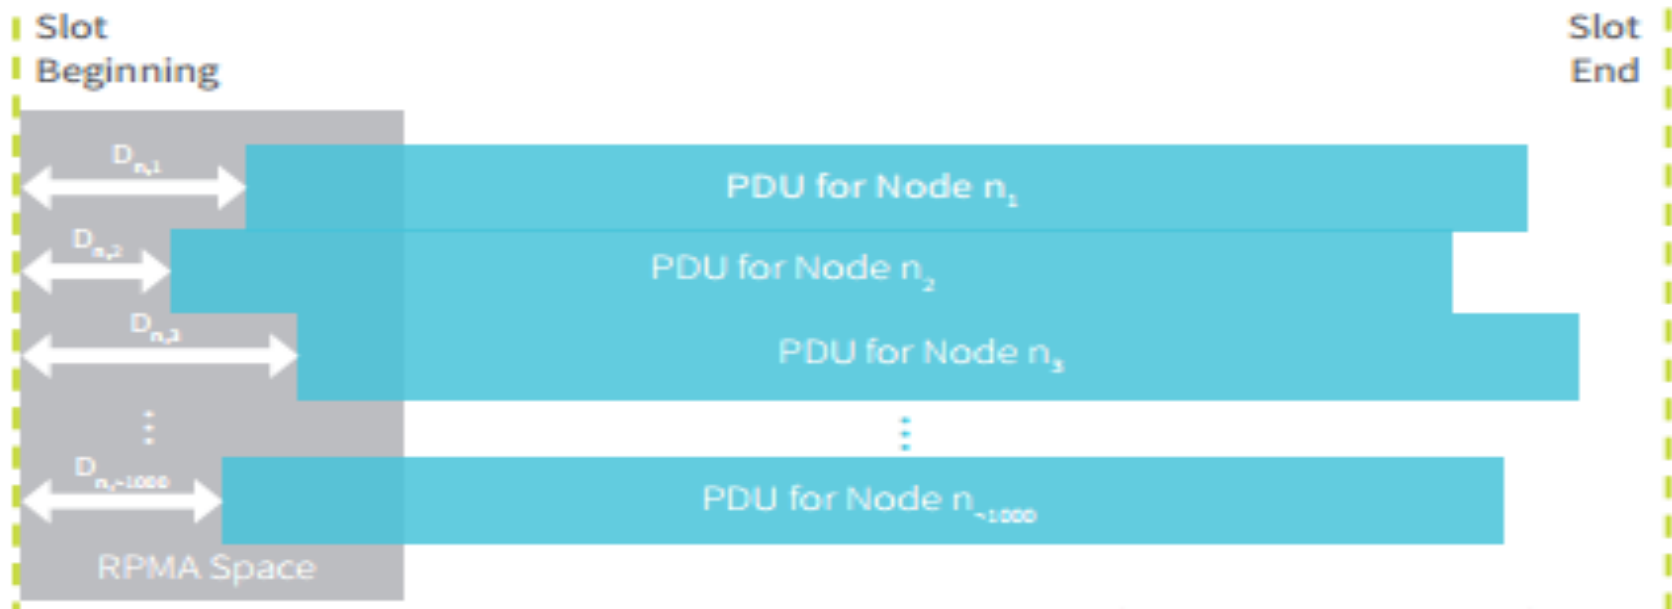 Slot
Beginning
Slot
End
Dn,1
PDU for Node n1
Dn,2
PDU for Node n2
Dn,3
PDU for Node n3
Dn,~1000
PDU for Node n~1000
RPMA Space